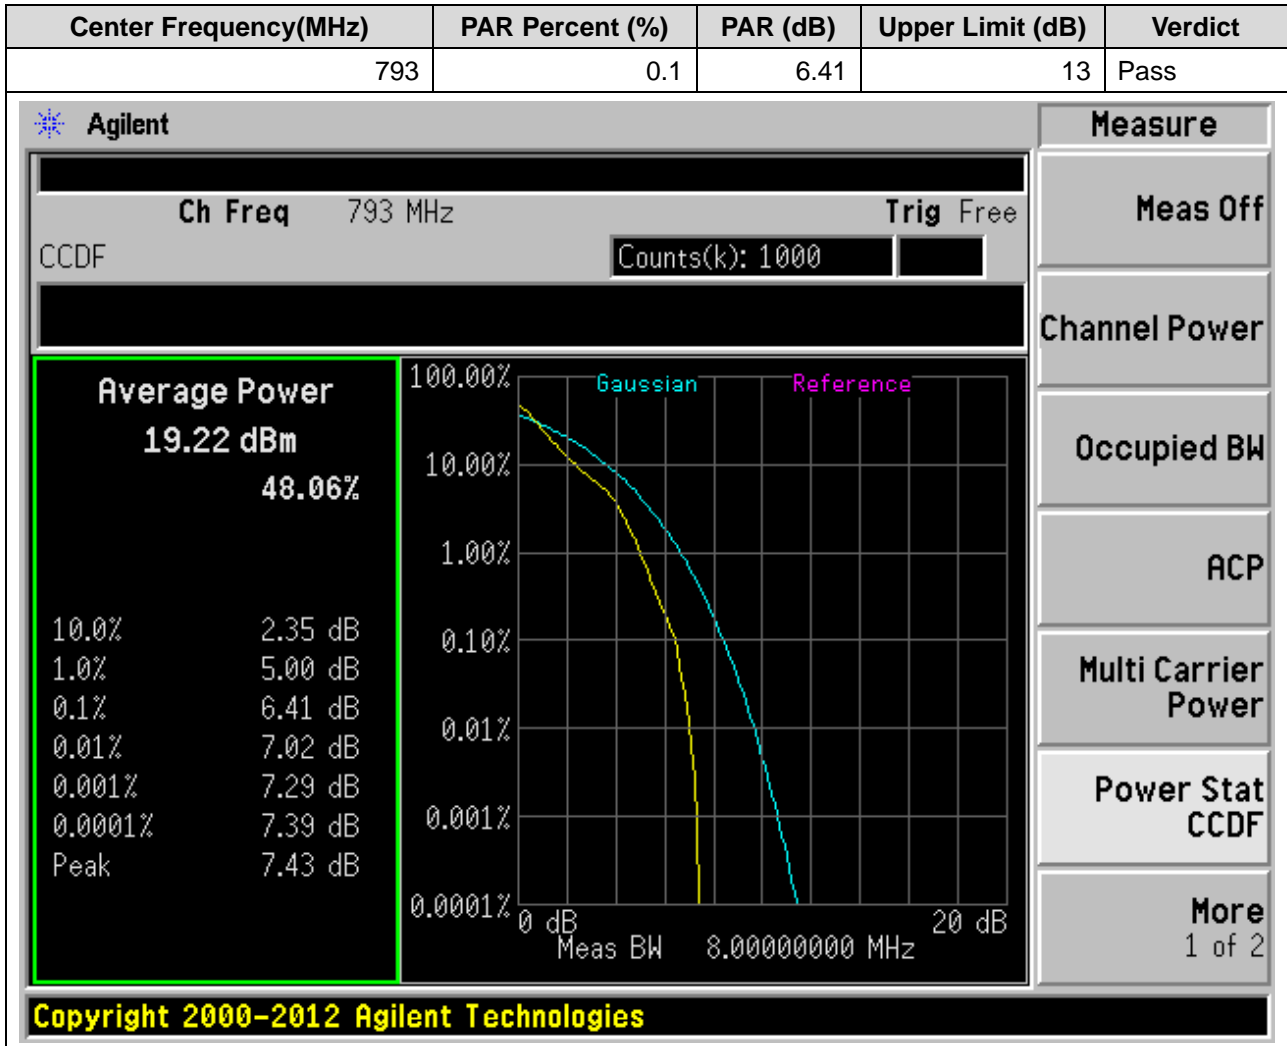 Center Frequency(MHz) PAR Percent (%) PAR (dB) Upper Limit (dB) Verdict
793 0.1 6.41 13 Pass
Agilent
Measure
Ch Freq 793 MHz Trig Free
CCDF Counts(k): 1000
Meas Off
Channel Power
Occupied BW
ACP
Multi Carrier
Power
Power Stat
CCDF
More
1 of 2
Average Power
19.22 dBm
48.06%
10.0% 2.35 dB
1.0% 5.00 dB
0.1% 6.41 dB
0.01% 7.02 dB
0.001% 7.29 dB
0.0001% 7.39 dB
Peak 7.43 dB
Gaussian Reference
100.00%
10.00%
1.00%
0.10%
0.01%
0.001%
0.0001%
0 dB 20 dB
Meas BW 8.00000000 MHz
Copyright 2000-2012 Agilent Technologies